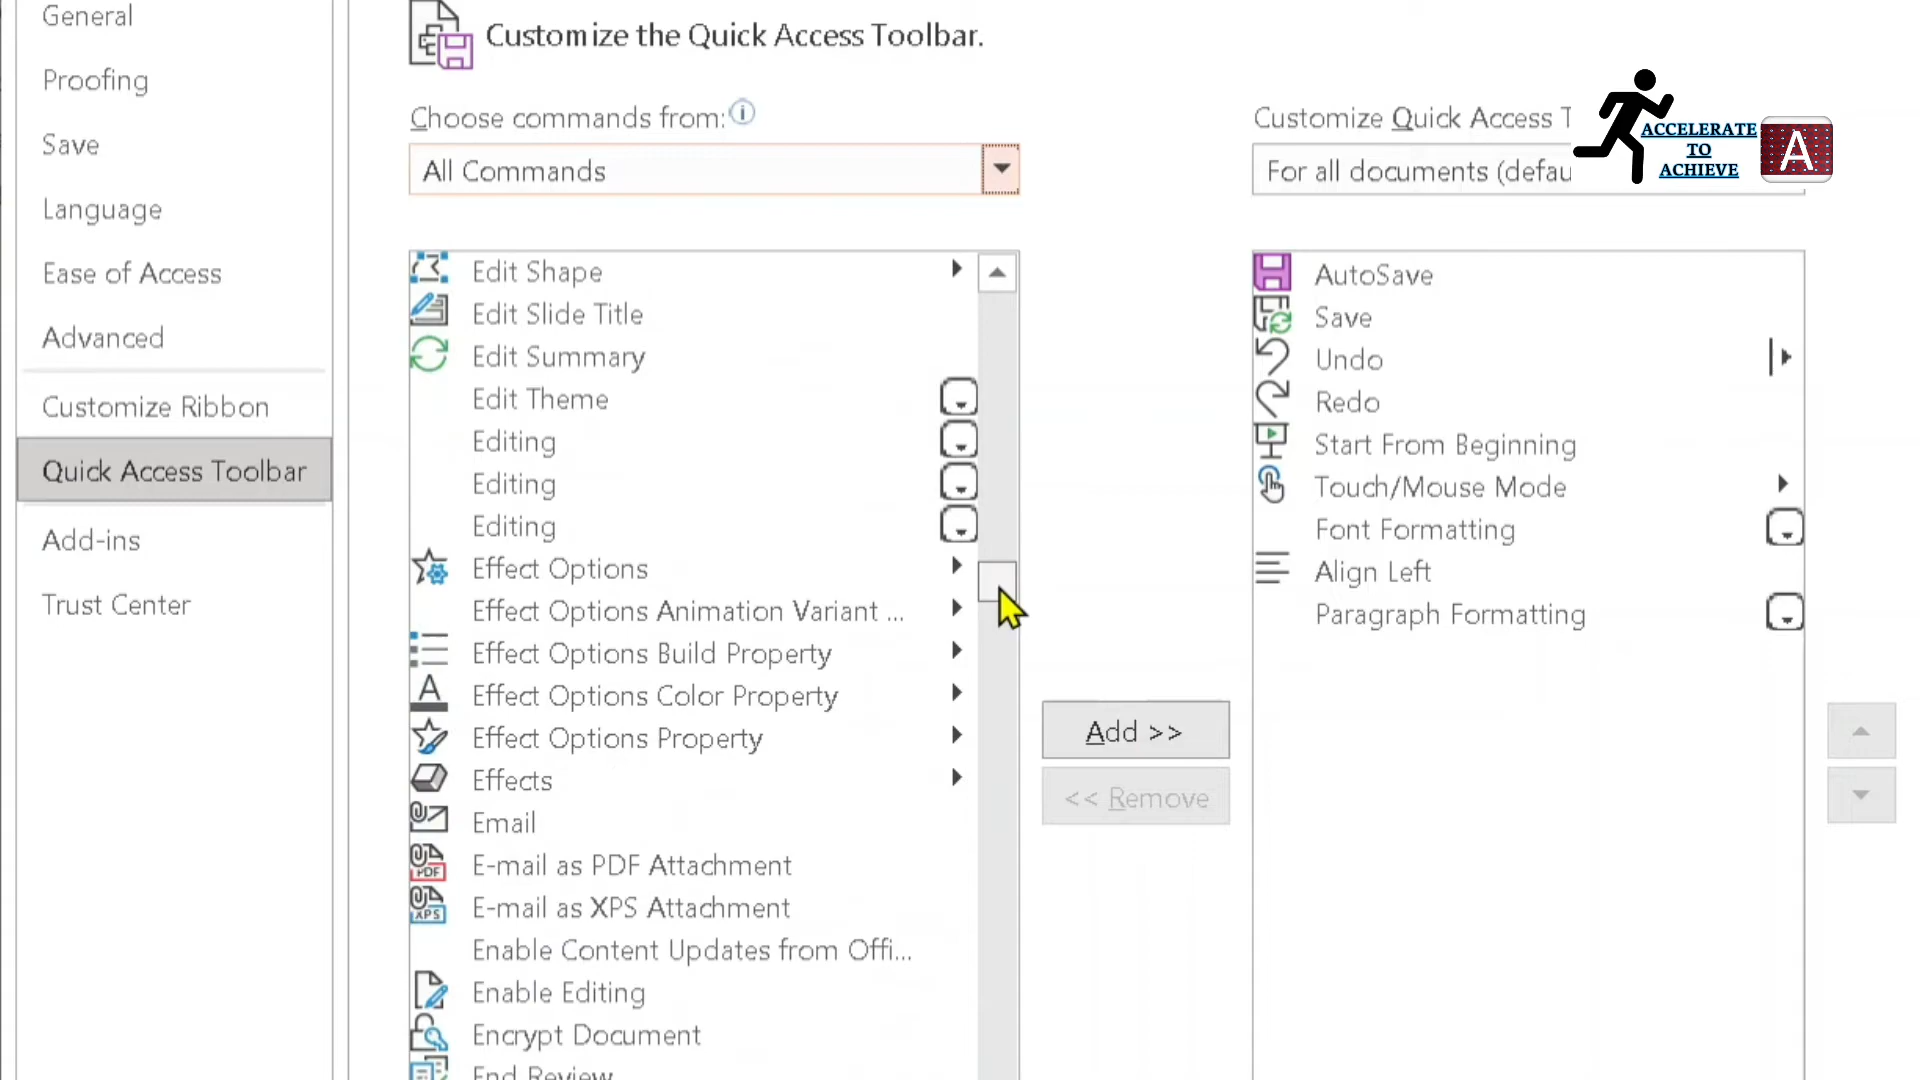 General
Proofing
Save
Language
Ease of Access
Advanced
Customize Ribbon
Quick Access Toolbar
Add-ins
Trust Center
Customize the Quick Access Toolbar.
Choose commands from:
All Commands
Edit Shape
Edit Slide Title
Edit Summary
Edit Theme
Editing
Editing
Editing
Effect Options
Effect Options Animation Variant ...
Effect Options Build Property
Effect Options Color Property
Effect Options Property
Effects
Email
E-mail as PDF Attachment
E-mail as XPS Attachment
Enable Content Updates from Offi...
Enable Editing
Encrypt Document
End Review
Add >>
<< Remove
Customize Quick Access T
For all documents (defau
AutoSave
Save
Undo
Redo
Start From Beginning
Touch/Mouse Mode
Font Formatting
Align Left
Paragraph Formatting
ACCELERATE
TO
ACHIEVE
A